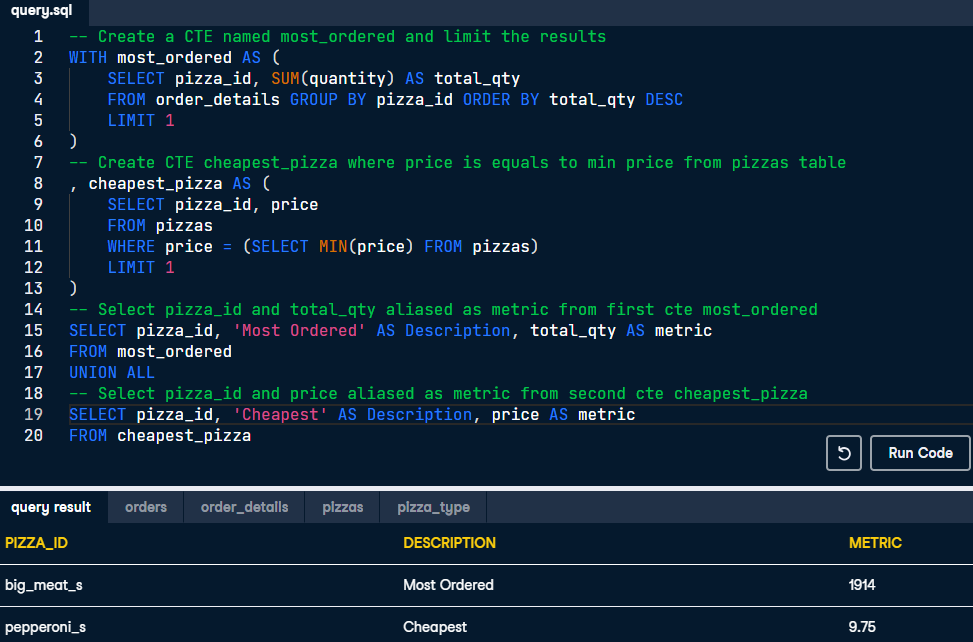 query.sql
1 -- Create a CTE named most_ordered and limit the results
2 WITH most_ordered AS (
3 SELECT pizza_id, SUM(quantity) AS total_qty
4 FROM order_details GROUP BY pizza_id ORDER BY total_qty DESC
5 LIMIT 1
6 )
7 -- Create CTE cheapest_pizza where price is equals to min price from pizzas table
8 , cheapest_pizza AS (
9 SELECT pizza_id, price
10 FROM pizzas
11 WHERE price = (SELECT MIN(price) FROM pizzas)
12 LIMIT 1
13 )
14 -- Select pizza_id and total_qty aliased as metric from first cte most_ordered
15 SELECT pizza_id, 'Most Ordered' AS Description, total_qty AS metric
16 FROM most_ordered
17 UNION ALL
18 -- Select pizza_id and price aliased as metric from second cte cheapest_pizza
19 SELECT pizza_id, 'Cheapest' AS Description, price AS metric
20 FROM cheapest_pizza
Run Code
query result orders order_details pizzas pizza_type
PIZZA_ID DESCRIPTION METRIC
big_meat_s Most Ordered 1914
pepperoni_s Cheapest 9.75